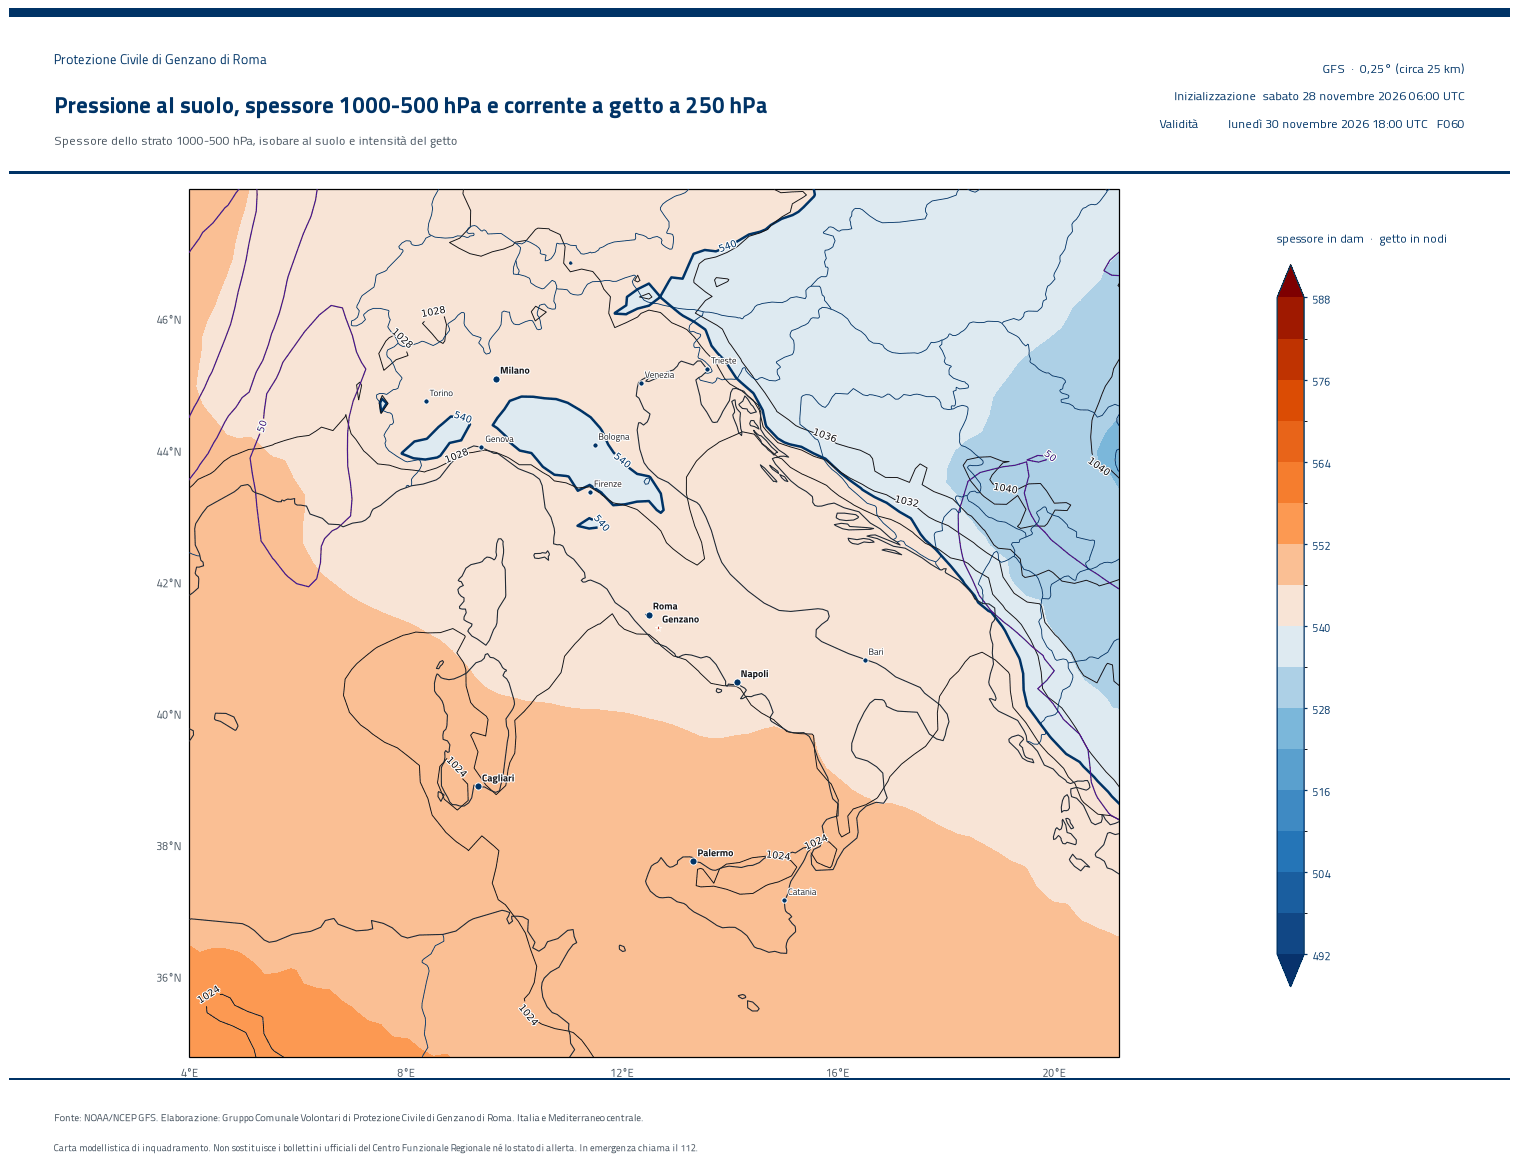 Protezione Civile di Genzano di Roma
Pressione al suolo, spessore 1000-500 hPa e corrente a getto a 250 hPa
Spessore dello strato 1000-500 hPa, isobare al suolo e intensità del getto
GFS · 0,25° (circa 25 km)
Inizializzazione sabato 28 novembre 2026 06:00 UTC
Validità lunedì 30 novembre 2026 18:00 UTC F060
spessore in dam · getto in nodi
588
576
564
552
540
528
516
504
492
46°N
44°N
42°N
40°N
38°N
36°N
4°E
8°E
12°E
16°E
20°E
540
1028
1028
Milano
Trieste
Venezia
Torino
540
50
Genova
Bologna
1036
1028
540
50
1040
Firenze
1040
1032
540
Roma
Genzano
Bari
Napoli
1024
Cagliari
1024
Palermo
1024
Catania
1024
1024
Fonte: NOAA/NCEP GFS. Elaborazione: Gruppo Comunale Volontari di Protezione Civile di Genzano di Roma. Italia e Mediterraneo centrale.
Carta modellistica di inquadramento. Non sostituisce i bollettini ufficiali del Centro Funzionale Regionale né lo stato di allerta. In emergenza chiama il 112.